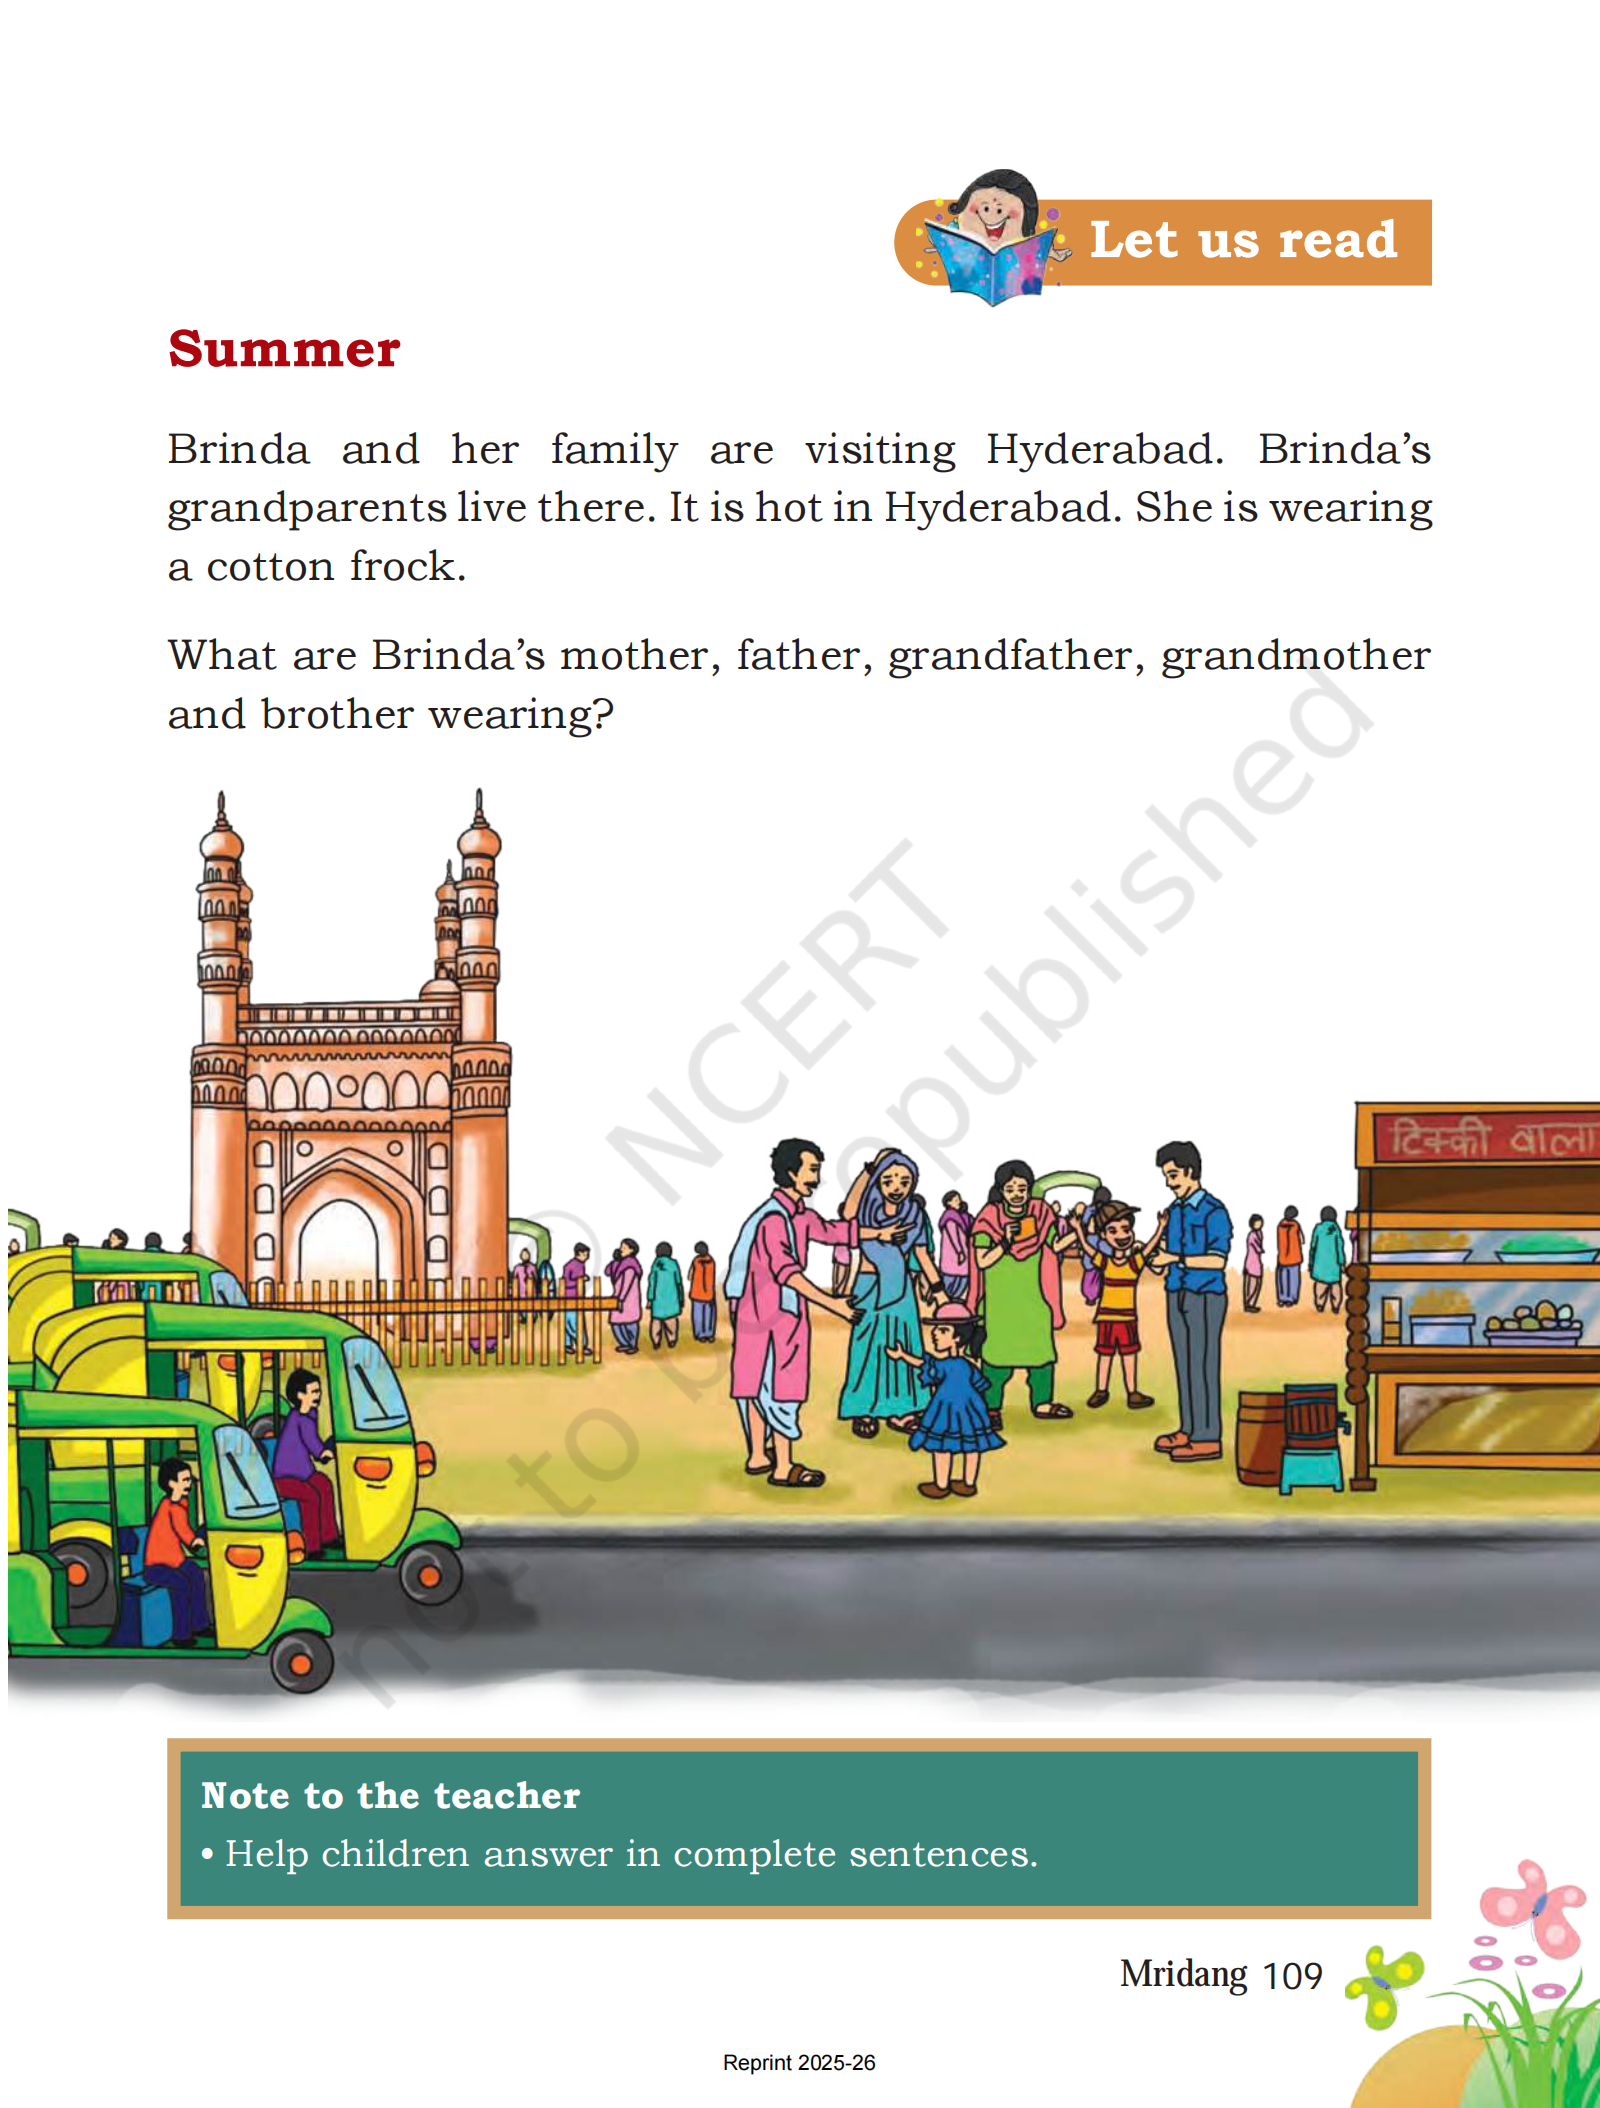 Let us read
Summer
Brinda and her family are visiting Hyderabad. Brinda’s
grandparents live there. It is hot in Hyderabad. She is wearing
a cotton frock.
What are Brinda’s mother, father, grandfather, grandmother
and brother wearing?
टिक्की वाला
© NCERT
not to be republished
Note to the teacher
• Help children answer in complete sentences.
Mridang 109
Reprint 2025-26